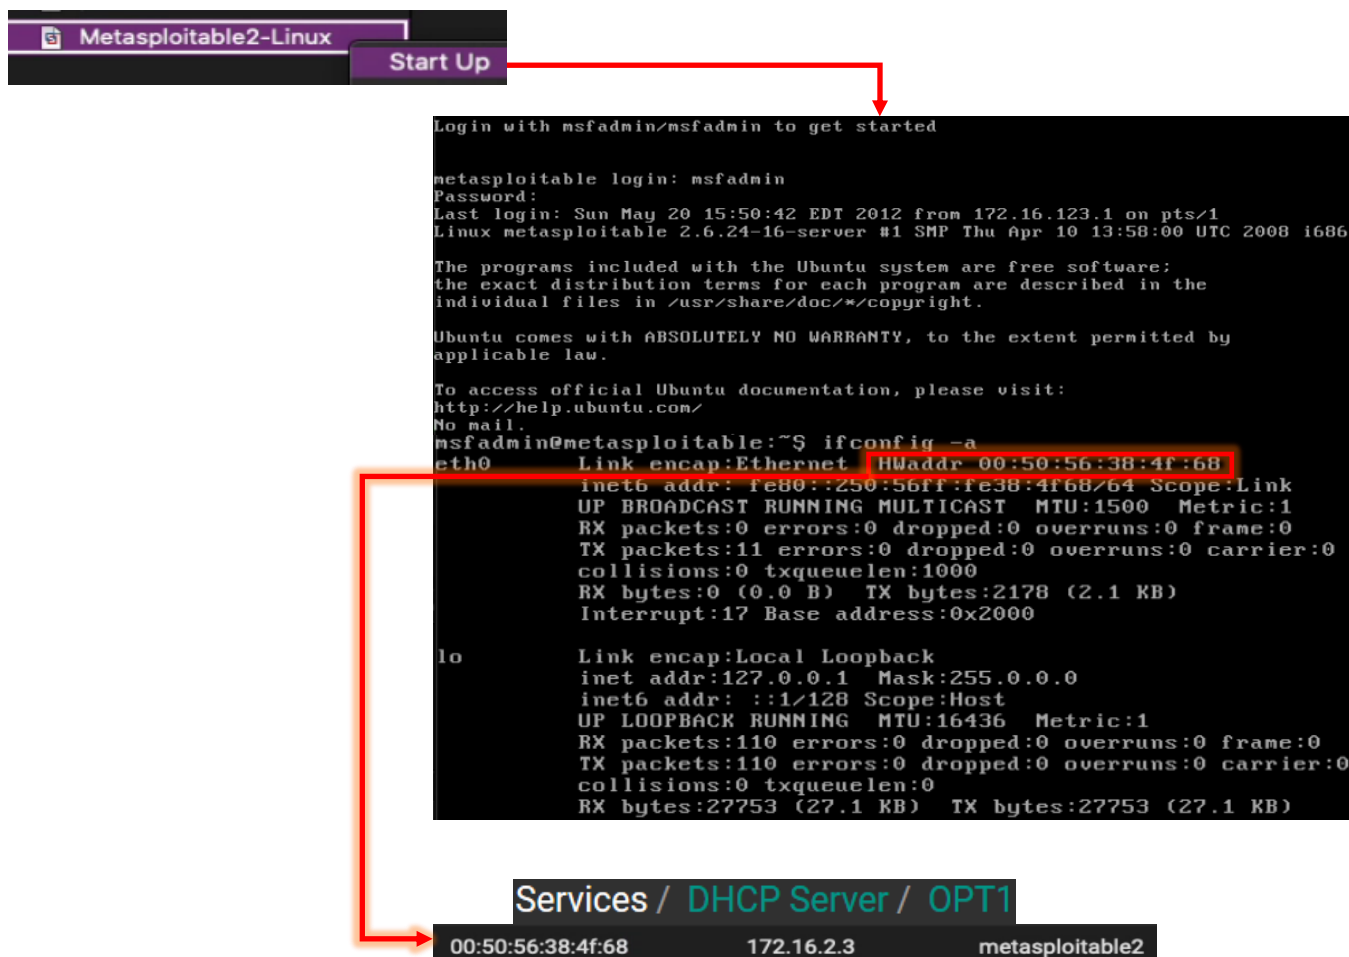 Metasploitable2-Linux
Start Up
Login with msfadmin/msfadmin to get started
metasploitable login: msfadmin
Password:
Last login: Sun May 20 15:50:42 EDT 2012 from 172.16.123.1 on pts/1
Linux metasploitable 2.6.24-16-server #1 SMP Thu Apr 10 13:58:00 UTC 2008 i686
The programs included with the Ubuntu system are free software;
the exact distribution terms for each program are described in the
individual files in /usr/share/doc/*/copyright.
Ubuntu comes with ABSOLUTELY NO WARRANTY, to the extent permitted by
applicable law.
To access official Ubuntu documentation, please visit:
http://help.ubuntu.com/
No mail.
msfadmin@metasploitable:~$ ifconfig -a
eth0 Link encap:Ethernet HWaddr 00:50:56:38:4f:68
inet6 addr: fe80::250:56ff:fe38:4f68/64 Scope:Link
UP BROADCAST RUNNING MULTICAST MTU:1500 Metric:1
RX packets:0 errors:0 dropped:0 overruns:0 frame:0
TX packets:11 errors:0 dropped:0 overruns:0 carrier:0
collisions:0 txqueuelen:1000
RX bytes:0 (0.0 B) TX bytes:2178 (2.1 KB)
Interrupt:17 Base address:0x2000
lo Link encap:Local Loopback
inet addr:127.0.0.1 Mask:255.0.0.0
inet6 addr: ::1/128 Scope:Host
UP LOOPBACK RUNNING MTU:16436 Metric:1
RX packets:110 errors:0 dropped:0 overruns:0 frame:0
TX packets:110 errors:0 dropped:0 overruns:0 carrier:0
collisions:0 txqueuelen:0
RX bytes:27753 (27.1 KB) TX bytes:27753 (27.1 KB)
Services / DHCP Server / OPT1
00:50:56:38:4f:68 172.16.2.3 metasploitable2